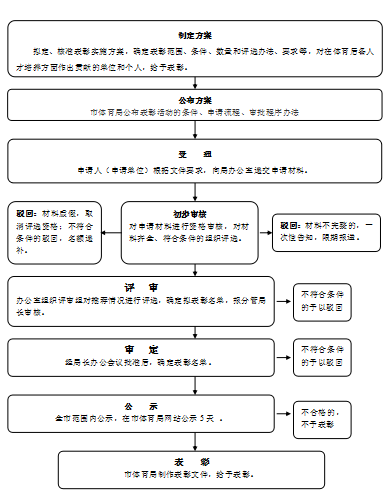 制定方案
拟定、核准表彰实施方案，确定表彰范围、条件、数量和评选办法、要求等，对在体育后备人
才培养方面作出贡献的单位和个人，给予表彰。
公布方案
市体育局公布表彰活动的条件、申请流程、审批程序办法
受 理
申请人（申请单位）根据文件要求，向局办公室递交申请材料。
驳回：材料虚假，取
消评选资格；不符合
条件的驳回，名额递
补。
初步审核
对申请材料进行资格审核，对材
料齐全、符合条件的组织评选。
驳回：材料不完整的，一
次性告知，限期报送。
评 审
办公室组织评审组对推荐情况进行评选，确定拟表彰名单，报分管局
长审核。
不符合条件
的予以驳回
审 定
经局长办公会议批准后，确定表彰名单。
不符合条件
的予以驳回
公 示
全市范围内公示，在市体育局网站公示 5 天 。
不合格的，
不予表彰
表 彰
市体育局制作表彰文件，给予表彰。